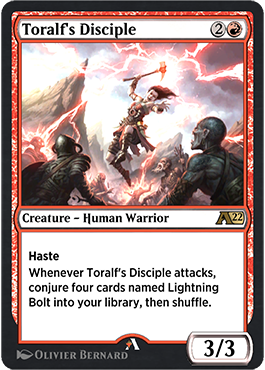 Toralf's Disciple 2
Creature – Human Warrior A22
Haste
Whenever Toralf's Disciple attacks,
conjure four cards named Lightning
Bolt into your library, then shuffle.
Olivier Bernard
3/3